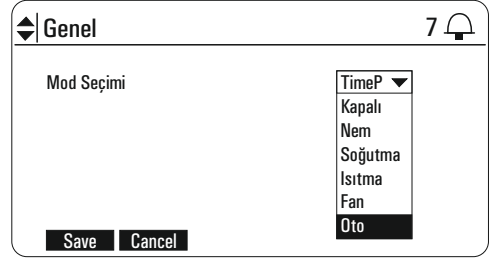 Genel 7
Mod Seçimi TimeP
Kapalı
Nem
Soğutma
Isıtma
Fan
Oto
Save Cancel